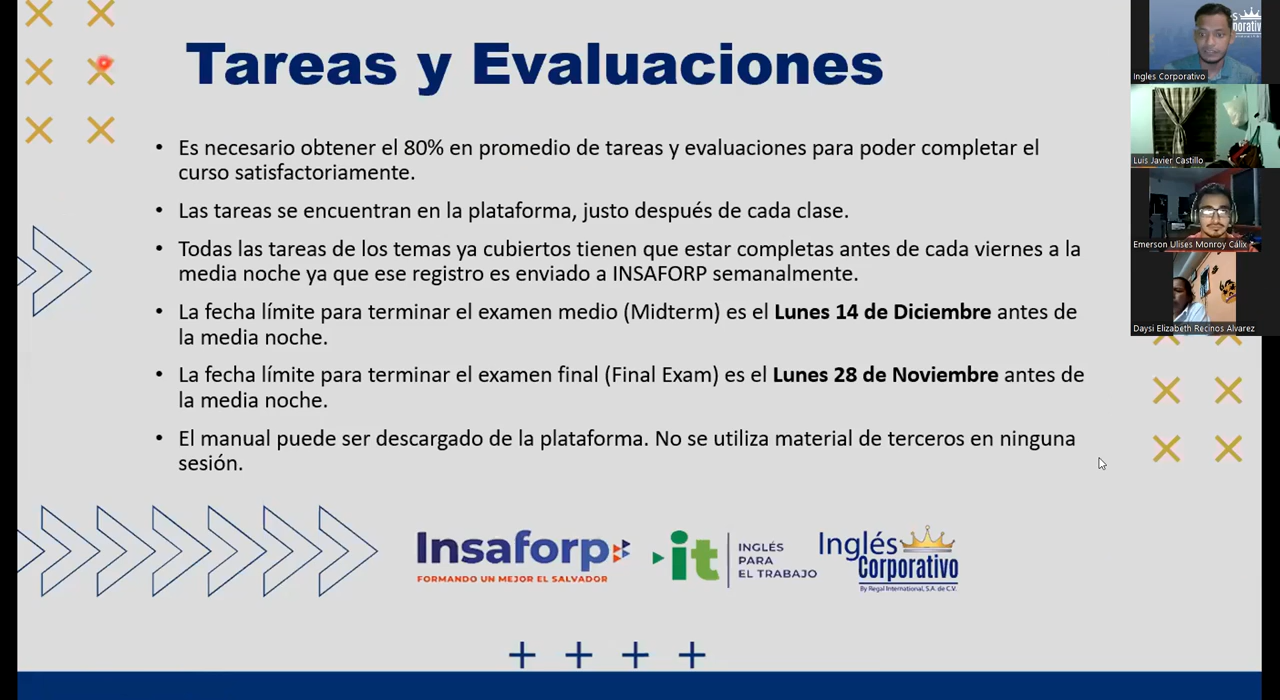 Tareas y Evaluaciones
• Es necesario obtener el 80% en promedio de tareas y evaluaciones para poder completar el
curso satisfactoriamente.
• Las tareas se encuentran en la plataforma, justo después de cada clase.
• Todas las tareas de los temas ya cubiertos tienen que estar completas antes de cada viernes a la
media noche ya que ese registro es enviado a INSAFORP semanalmente.
• La fecha límite para terminar el examen medio (Midterm) es el Lunes 14 de Diciembre antes de
la media noche.
• La fecha límite para terminar el examen final (Final Exam) es el Lunes 28 de Noviembre antes de
la media noche.
• El manual puede ser descargado de la plataforma. No se utiliza material de terceros en ninguna
sesión.
Insaforp
FORMANDO UN MEJOR EL SALVADOR
it
INGLÉS
PARA
EL TRABAJO
Inglés
Corporativo
By Regal International, S.A. de C.V.
Ingles Corporativo
Luis Javier Castillo
Emerson Ulises Monroy Cálix
Daysi Elizabeth Recinos Alvarez